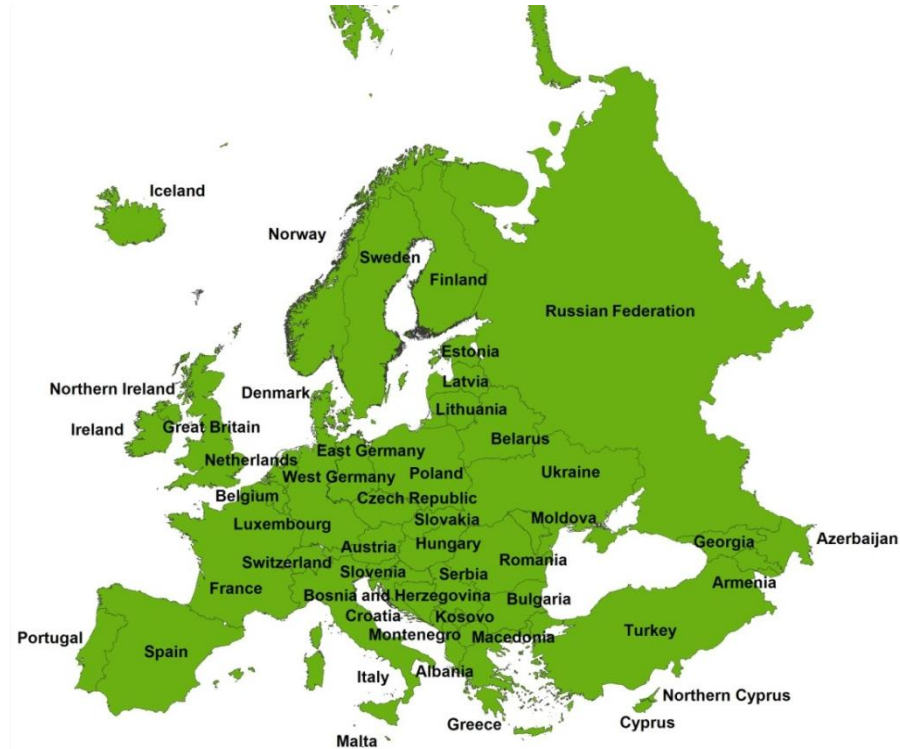 Iceland
Norway
Sweden
Finland
Russian Federation
Estonia
Latvia
Northern Ireland
Denmark
Lithuania
Ireland
Great Britain
Belarus
East Germany
Netherlands
Poland
Ukraine
West Germany
Belgium
Czech Republic
Luxembourg
Slovakia
Moldova
Azerbaijan
Georgia
Austria
Hungary
Romania
Switzerland
Slovenia
Serbia
Armenia
France
Bosnia and Herzegovina
Bulgaria
Croatia
Kosovo
Portugal
Montenegro
Macedonia
Turkey
Spain
Albania
Italy
Northern Cyprus
Greece
Cyprus
Malta